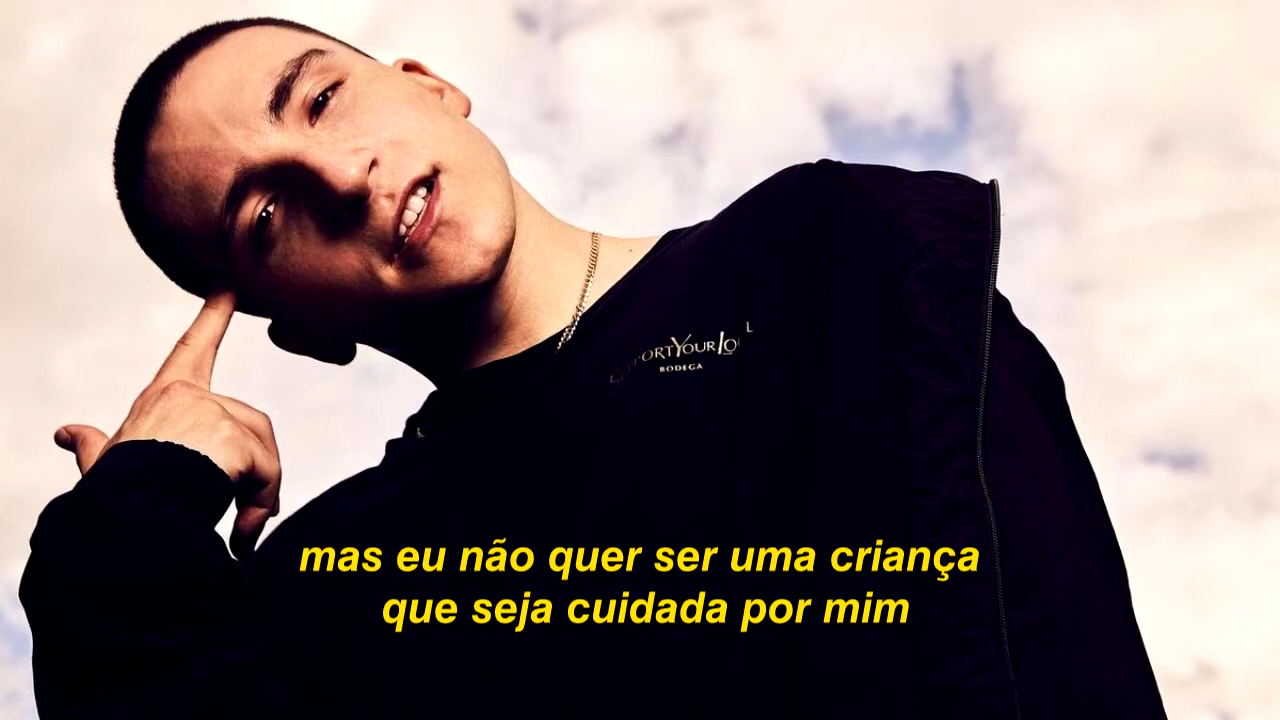 BODEGA
mas eu não quer ser uma criança
que seja cuidada por mim